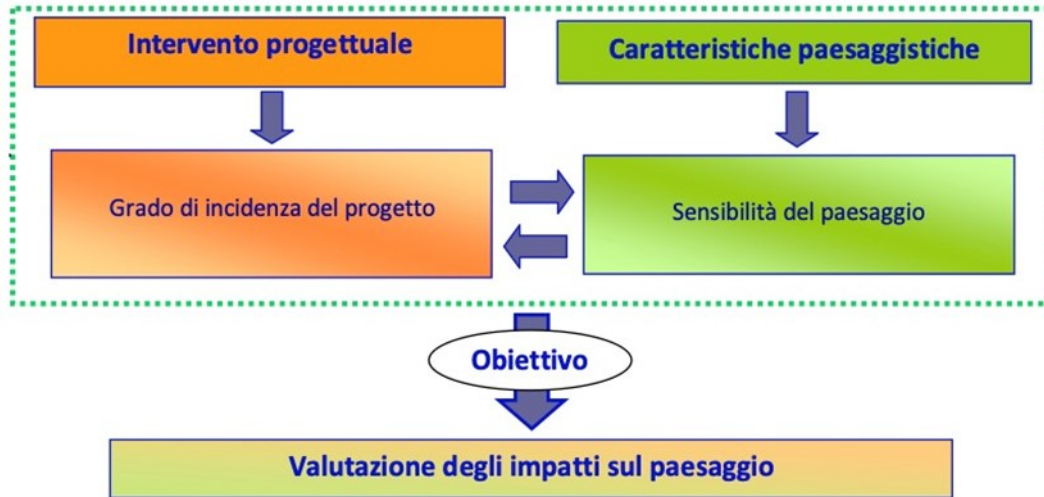 Intervento progettuale
Caratteristiche paesaggistiche
Grado di incidenza del progetto
Sensibilità del paesaggio
Obiettivo
Valutazione degli impatti sul paesaggio